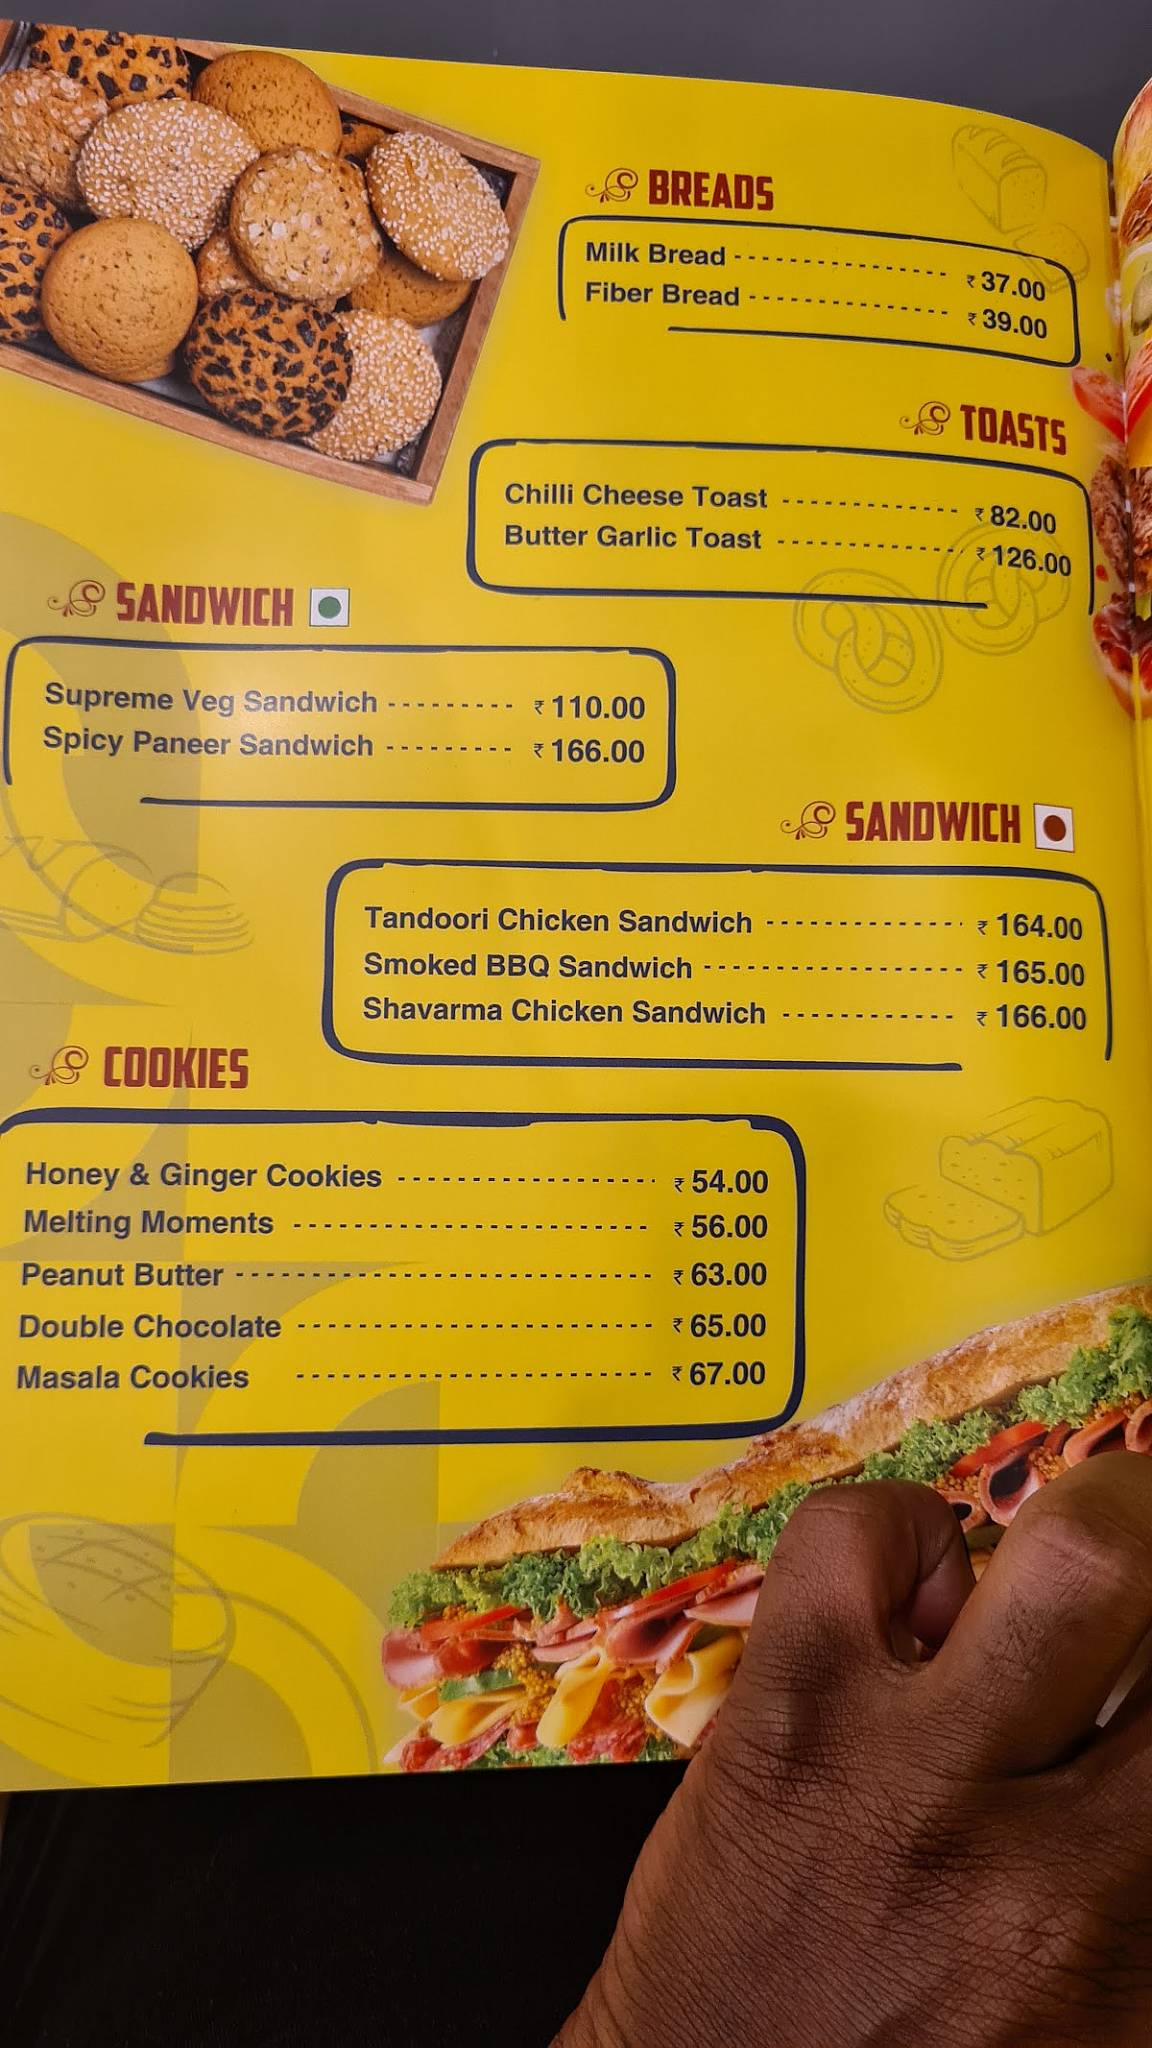 BREADS
Milk Bread --------------- ₹ 37.00
Fiber Bread -------------- ₹ 39.00
TOASTS
Chilli Cheese Toast ------------ ₹ 82.00
Butter Garlic Toast ------------ ₹ 126.00
SANDWICH
Supreme Veg Sandwich --------- ₹ 110.00
Spicy Paneer Sandwich --------- ₹ 166.00
SANDWICH
Tandoori Chicken Sandwich -------------- ₹ 164.00
Smoked BBQ Sandwich ------------------ ₹ 165.00
Shavarma Chicken Sandwich ------------ ₹ 166.00
COOKIES
Honey & Ginger Cookies ------------------ ₹ 54.00
Melting Moments ------------------------ ₹ 56.00
Peanut Butter ---------------------------- ₹ 63.00
Double Chocolate ------------------------ ₹ 65.00
Masala Cookies ------------------------ ₹ 67.00